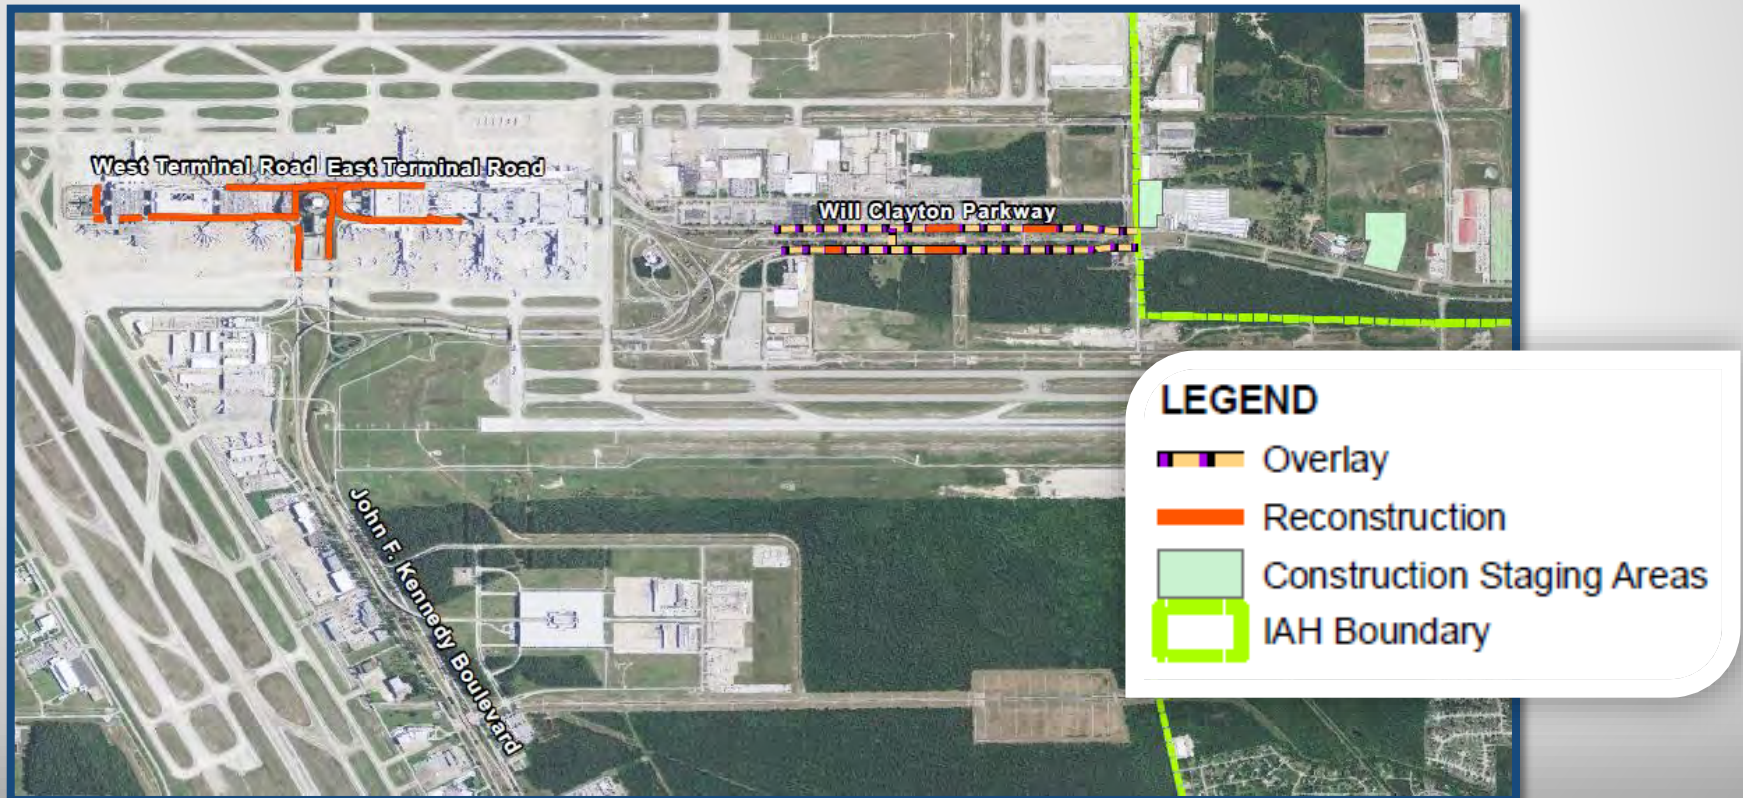 West Terminal Road East Terminal Road
Will Clayton Parkway
John F. Kennedy Boulevard
LEGEND
Overlay
Reconstruction
Construction Staging Areas
IAH Boundary